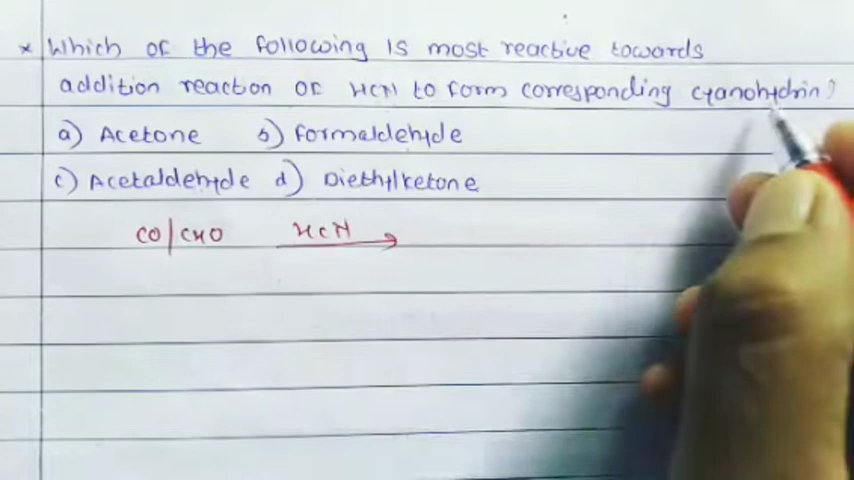 * Which of the following is most reactive towards
addition reaction of HCN to form corresponding cyanohydrin?
a) Acetone b) formaldehyde
c) Acetaldehyde d) Diethylketone
CO/CHO HCN →